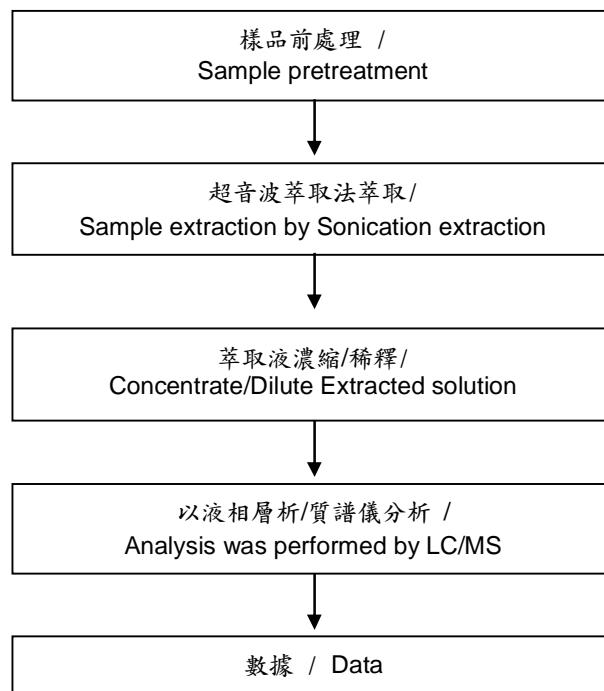 樣品前處理 /
Sample pretreatment
超音波萃取法萃取/
Sample extraction by Sonication extraction
萃取液濃縮/稀釋/
Concentrate/Dilute Extracted solution
以液相層析/質譜儀分析 /
Analysis was performed by LC/MS
數據 / Data